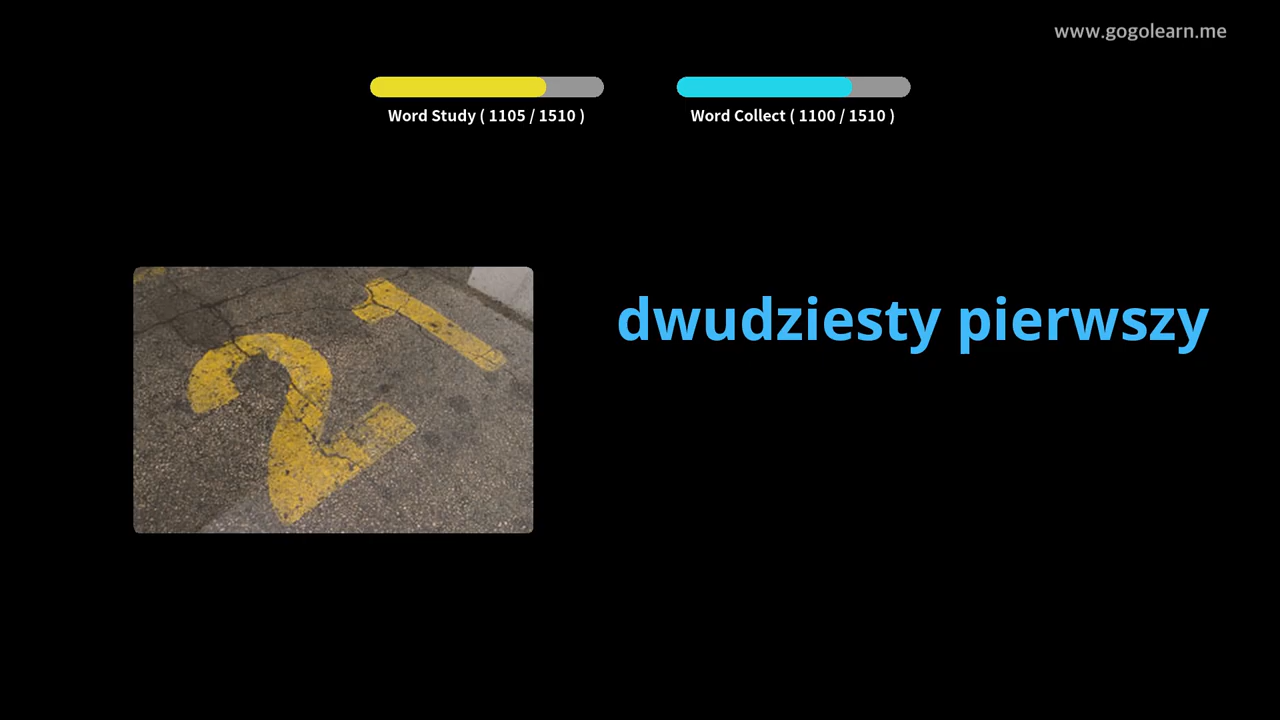 www.gogolearn.me
Word Study ( 1105 / 1510 )
Word Collect ( 1100 / 1510 )
21
dwudziesty pierwszy